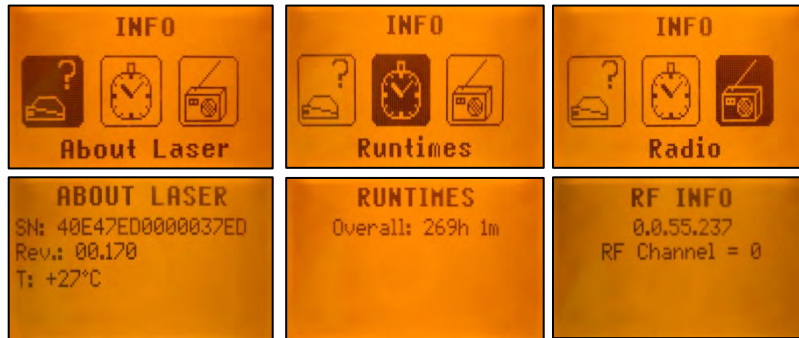 INFO
?
About Laser
INFO
?
Runtimes
INFO
?
Radio
ABOUT LASER
SN: 40E47ED0000037ED
Rev.: 00.170
T: +27°C
RUNTIMES
Overall: 269h 1m
RF INFO
0.0.55.237
RF Channel = 0